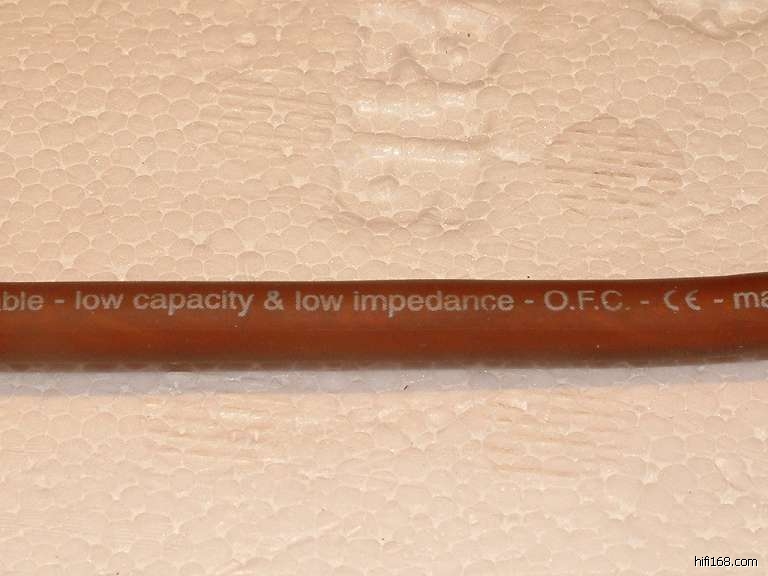 able - low capacity & low impedance - O.F.C. - CE - ma
hifi168.com